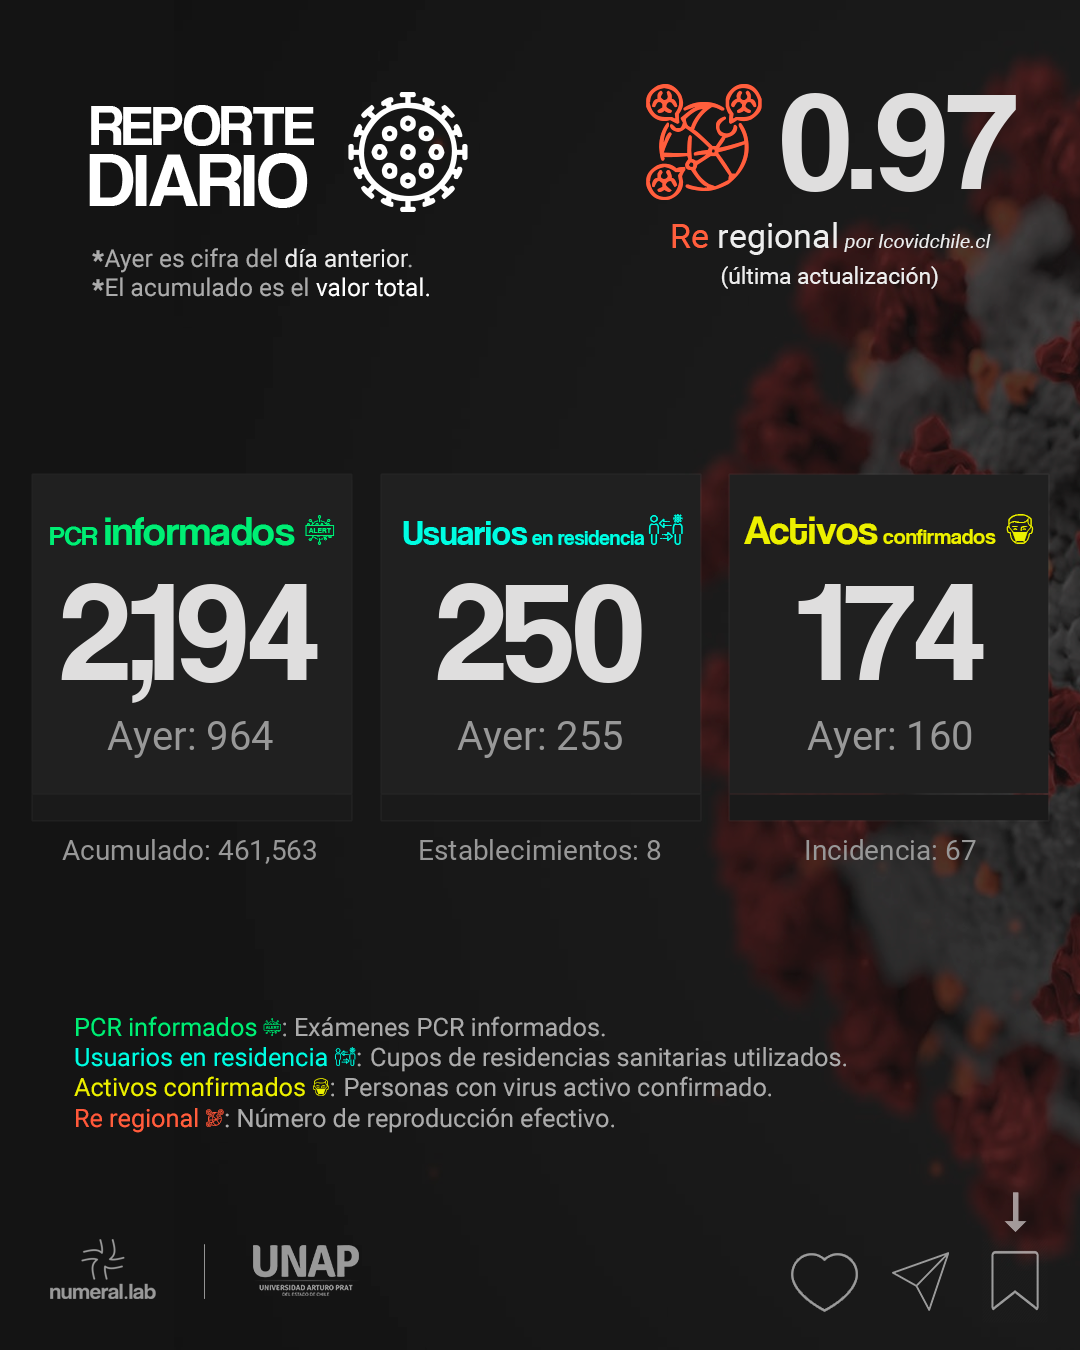 REPORTE
DIARIO
*Ayer es cifra del día anterior.
*El acumulado es el valor total.
0.97
Re regional por Icovidchile.cl
(última actualización)
PCR informados ALERT
2,194
Ayer: 964
Acumulado: 461,563
Usuarios en residencia
250
Ayer: 255
Establecimientos: 8
Activos confirmados
174
Ayer: 160
Incidencia: 67
PCR informados ALERT: Exámenes PCR informados.
Usuarios en residencia : Cupos de residencias sanitarias utilizados.
Activos confirmados : Personas con virus activo confirmado.
Re regional : Número de reproducción efectivo.
numeral.lab
UNAP
UNIVERSIDAD ARTURO PRAT
DEL ESTADO DE CHILE